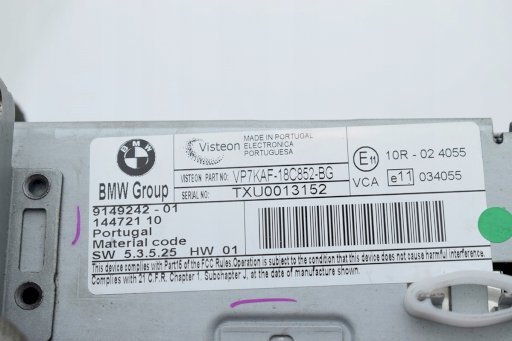 BMW
BMW Group
9149242 - 01
14472110
Portugal
Material code
SW 5.3.5.25 HW 01
Visteon
MADE IN PORTUGAL
ELECTRONICA
PORTUGUESA
VISTEON PART NO: VP7KAF-18C852-BG
SERIAL NO: TXU0013152
E11 10R - 02 4055
VCA e11 034055
This device complies with Part15 of the FCC Rules.Operation is subject to the condition that this device does not cause harmful interference.
Complies with 21 C.F.R. Chapter 1, Subchapter J, at the date of manufacture shown.